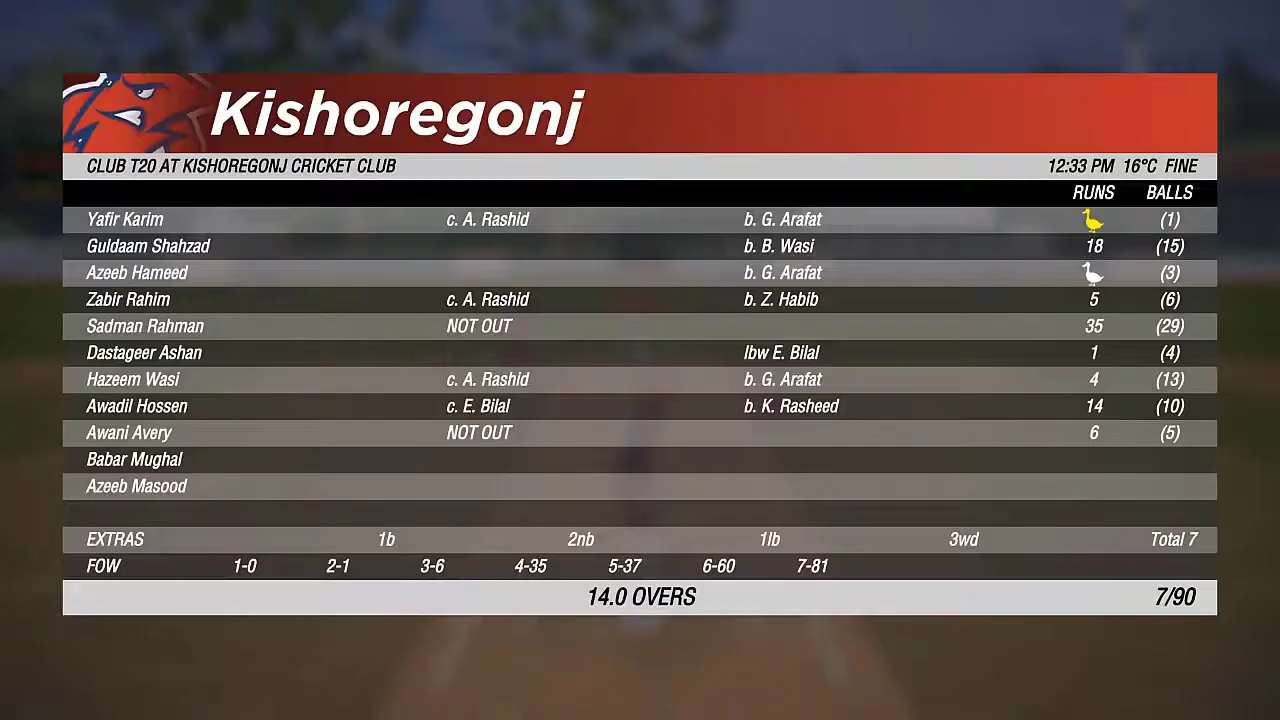 Kishoregonj
CLUB T20 AT KISHOREGONJ CRICKET CLUB 12:33 PM 16°C FINE
RUNS BALLS
Yafir Karim c. A. Rashid b. G. Arafat (1)
Guldaam Shahzad b. B. Wasi 18 (15)
Azeeb Hameed b. G. Arafat (3)
Zabir Rahim c. A. Rashid b. Z. Habib 5 (6)
Sadman Rahman NOT OUT 35 (29)
Dastageer Ashan lbw E. Bilal 1 (4)
Hazeem Wasi c. A. Rashid b. G. Arafat 4 (13)
Awadil Hossen c. E. Bilal b. K. Rasheed 14 (10)
Awani Avery NOT OUT 6 (5)
Babar Mughal
Azeeb Masood
EXTRAS 1b 2nb 1lb 3wd Total 7
FOW 1-0 2-1 3-6 4-35 5-37 6-60 7-81
14.0 OVERS 7/90